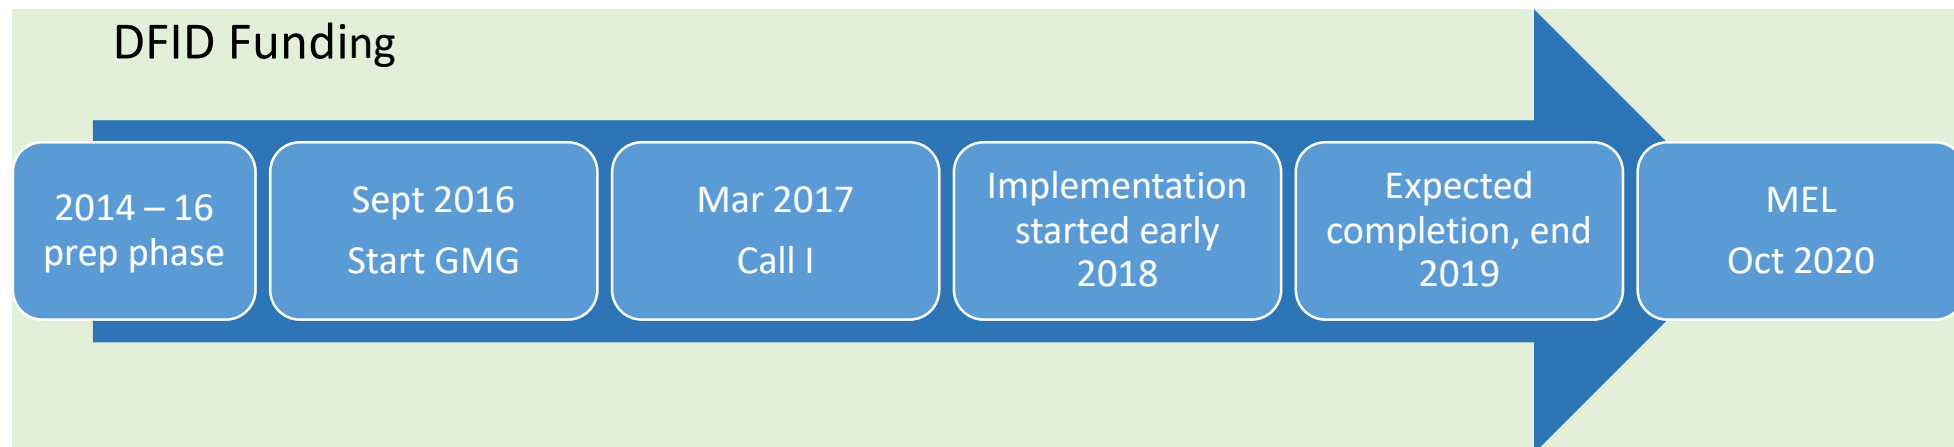 DFID Funding
2014 – 16
prep phase
Sept 2016
Start GMG
Mar 2017
Call I
Implementation
started early
2018
Expected
completion, end
2019
MEL
Oct 2020